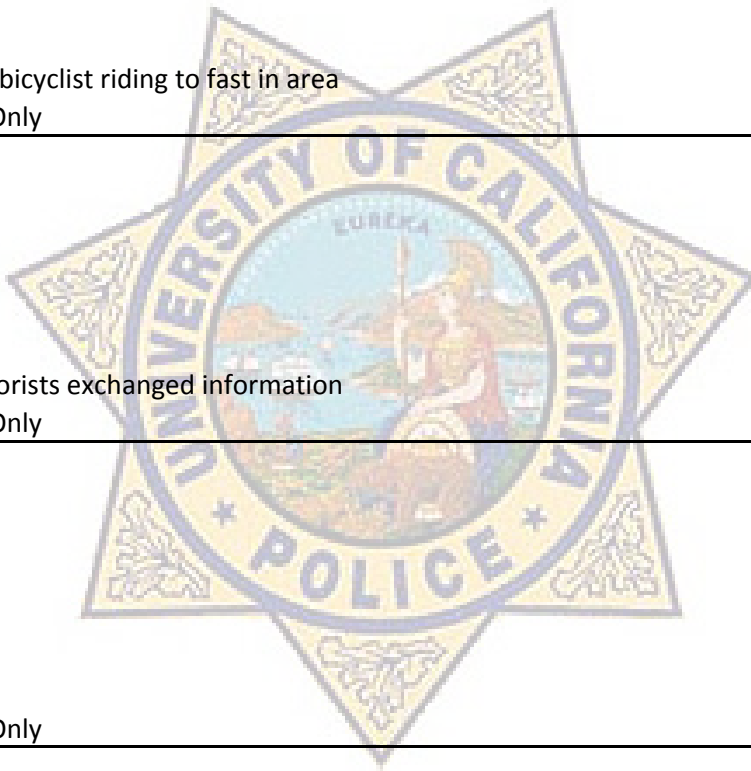 bicyclist riding to fast in area
Only
UNIVERSITY OF CALIFORNIA
EUREKA
orists exchanged information
Only
POLICE
Only